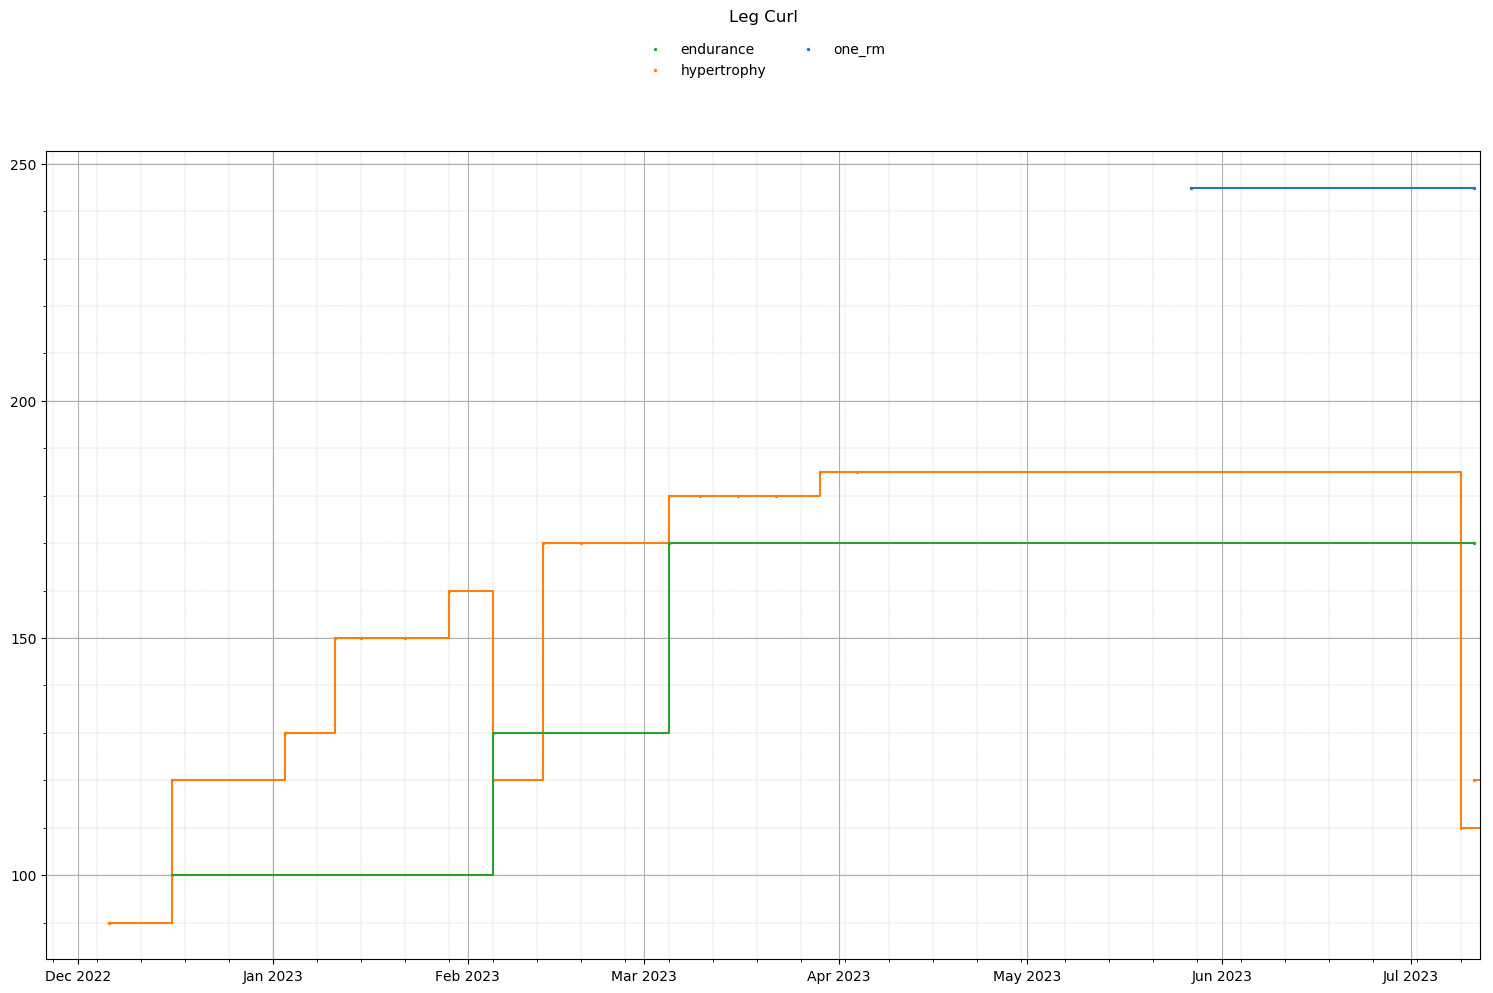 Leg Curl
endurance
hypertrophy
one_rm
250
200
150
100
Dec 2022
Jan 2023
Feb 2023
Mar 2023
Apr 2023
May 2023
Jun 2023
Jul 2023